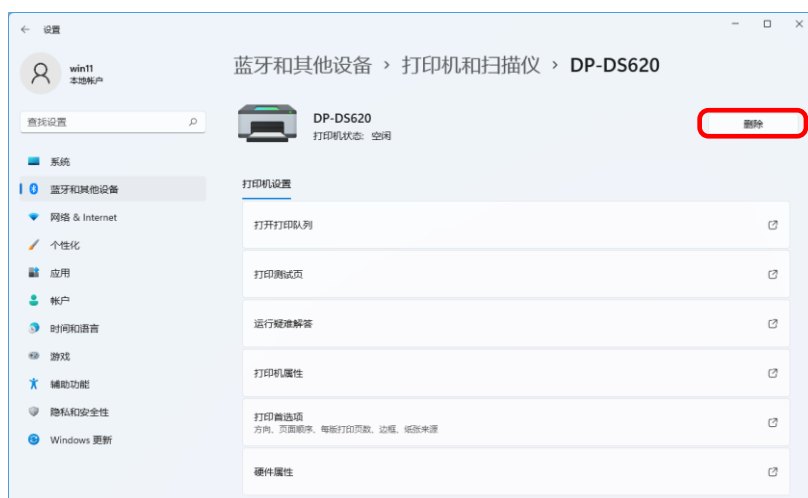 设置
win11
本地帐户
查找设置
系统
蓝牙和其他设备
网络 & Internet
个性化
应用
帐户
时间和语言
游戏
辅助功能
隐私和安全性
Windows 更新
蓝牙和其他设备 › 打印机和扫描仪 › DP-DS620
DP-DS620
打印机状态: 空闲
删除
打印机设置
打开打印队列
打印测试页
运行疑难解答
打印机属性
打印首选项
方向、页面顺序、每版打印页数、边框、纸张来源
硬件属性